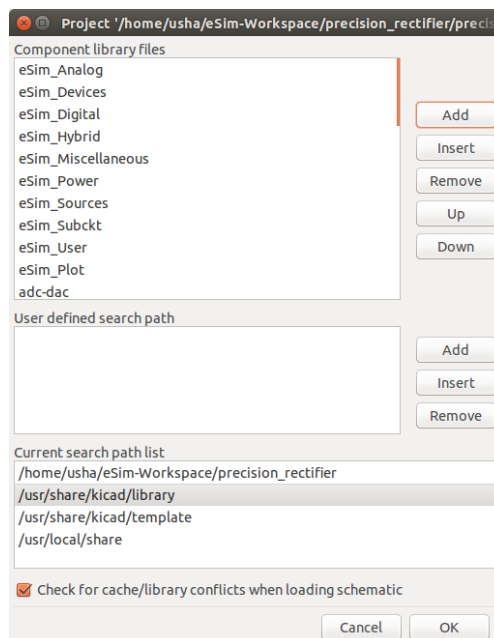 Project '/home/usha/eSim-Workspace/precision_rectifier/precis
Component library files
eSim_Analog
eSim_Devices
eSim_Digital
eSim_Hybrid
eSim_Miscellaneous
eSim_Power
eSim_Sources
eSim_Subckt
eSim_User
eSim_Plot
adc-dac
Add
Insert
Remove
Up
Down
User defined search path
Add
Insert
Remove
Current search path list
/home/usha/eSim-Workspace/precision_rectifier
/usr/share/kicad/library
/usr/share/kicad/template
/usr/local/share
Check for cache/library conflicts when loading schematic
Cancel
OK